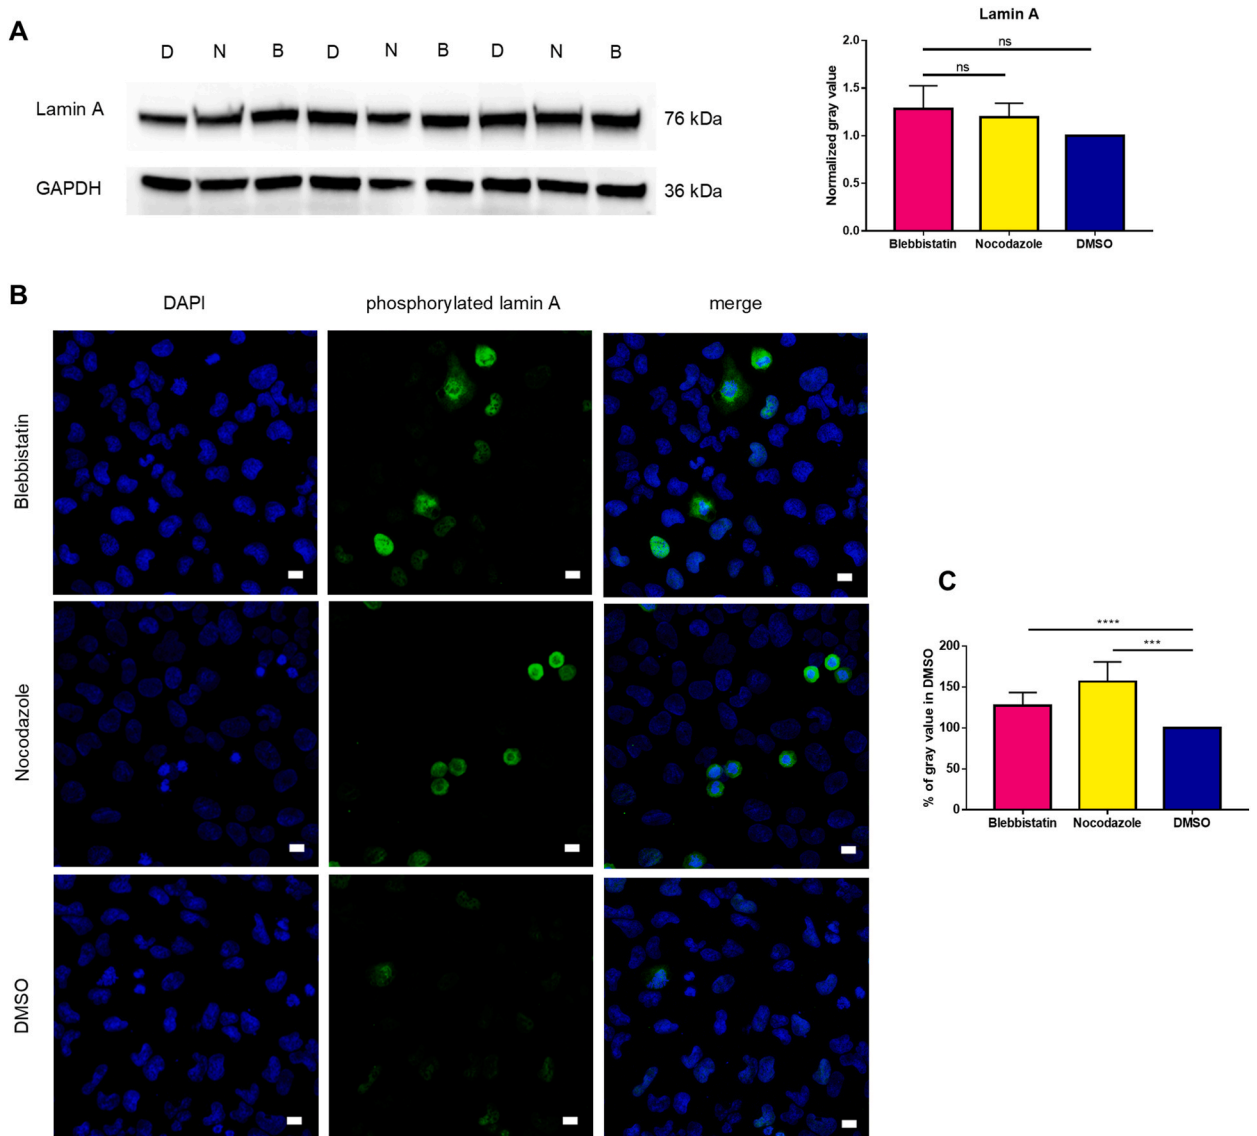 A
D N B D N B D N B
Lamin A
76 kDa
GAPDH
36 kDa
Lamin A
Normalized gray value
2.0
1.5
1.0
0.5
0.0
ns
ns
Blebbistatin Nocodazole DMSO
B
DAPI phosphorylated lamin A merge
Blebbistatin
Nocodazole
DMSO
C
% of gray value in DMSO
200
150
100
50
0
****
***
Blebbistatin Nocodazole DMSO